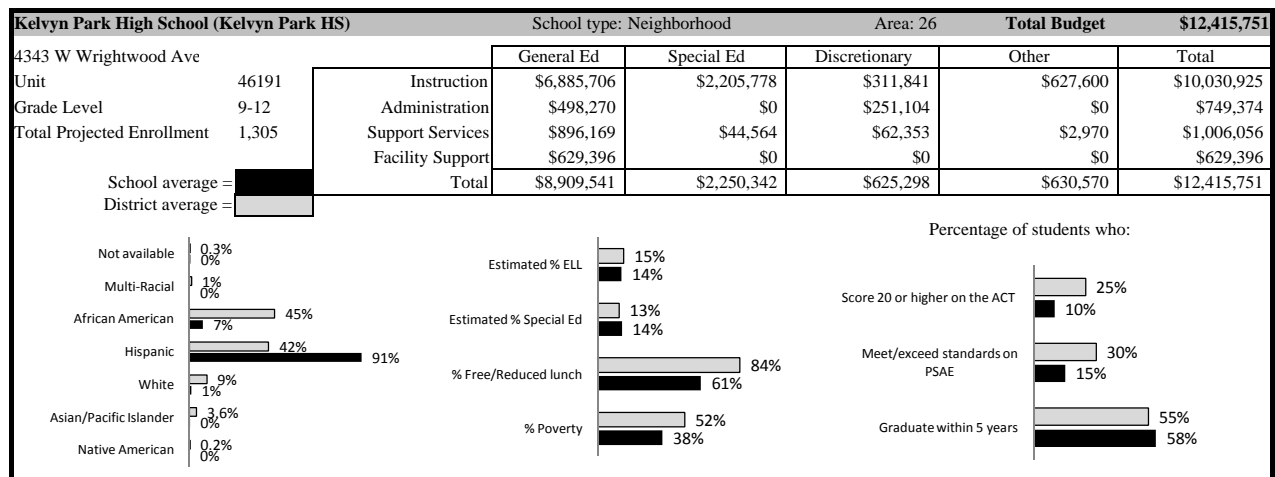 Kelvyn Park High School (Kelvyn Park HS) School type: Neighborhood Area: 26 Total Budget $12,415,751
4343 W Wrightwood Ave General Ed Special Ed Discretionary Other Total
Unit 46191 Instruction $6,885,706 $2,205,778 $311,841 $627,600 $10,030,925
Grade Level 9-12 Administration $498,270 $0 $251,104 $0 $749,374
Total Projected Enrollment 1,305 Support Services $896,169 $44,564 $62,353 $2,970 $1,006,056
Facility Support $629,396 $0 $0 $0 $629,396
School average = Total $8,909,541 $2,250,342 $625,298 $630,570 $12,415,751
District average =
Not available 0.3%
0%
Multi-Racial 1%
0%
African American 45%
7%
Hispanic 42%
91%
White 9%
1%
Asian/Pacific Islander 3.6%
0%
Native American 0.2%
0%
Estimated % ELL 15%
14%
Estimated % Special Ed 13%
14%
% Free/Reduced lunch 84%
61%
% Poverty 52%
38%
Percentage of students who:
Score 20 or higher on the ACT 25%
10%
Meet/exceed standards on
PSAE 30%
15%
Graduate within 5 years 55%
58%